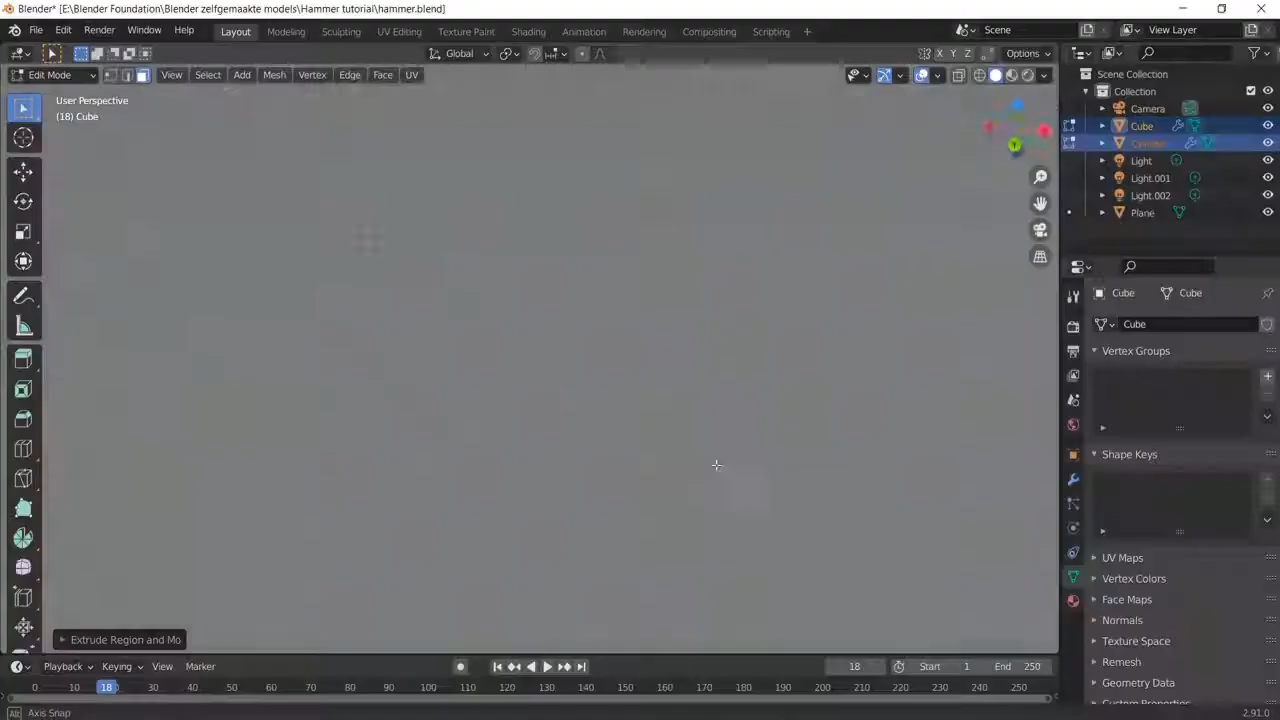 Blender* [E:\Blender Foundation\Blender zelfgemaakte models\Hammer tutorial\hammer.blend]
File Edit Render Window Help Layout Modeling Sculpting UV Editing Texture Paint Shading Animation Rendering Compositing Scripting + Scene View Layer
Global X Y Z Options
Edit Mode View Select Add Mesh Vertex Edge Face UV
User Perspective
(18) Cube
Y
Scene Collection
Collection
Camera
Cube
Light
Light.001
Light.002
Plane
Cube Cube
Cube
Vertex Groups
Shape Keys
UV Maps
Vertex Colors
Face Maps
Normals
Texture Space
Remesh
Geometry Data
Custom Properties
Extrude Region and Mo
Playback Keying View Marker 18 Start 1 End 250
0 10 18 30 40 50 60 70 80 90 100 110 120 130 140 150 160 170 180 190 200 210 220 230 240 250
Alt Axis Snap 2.91.0